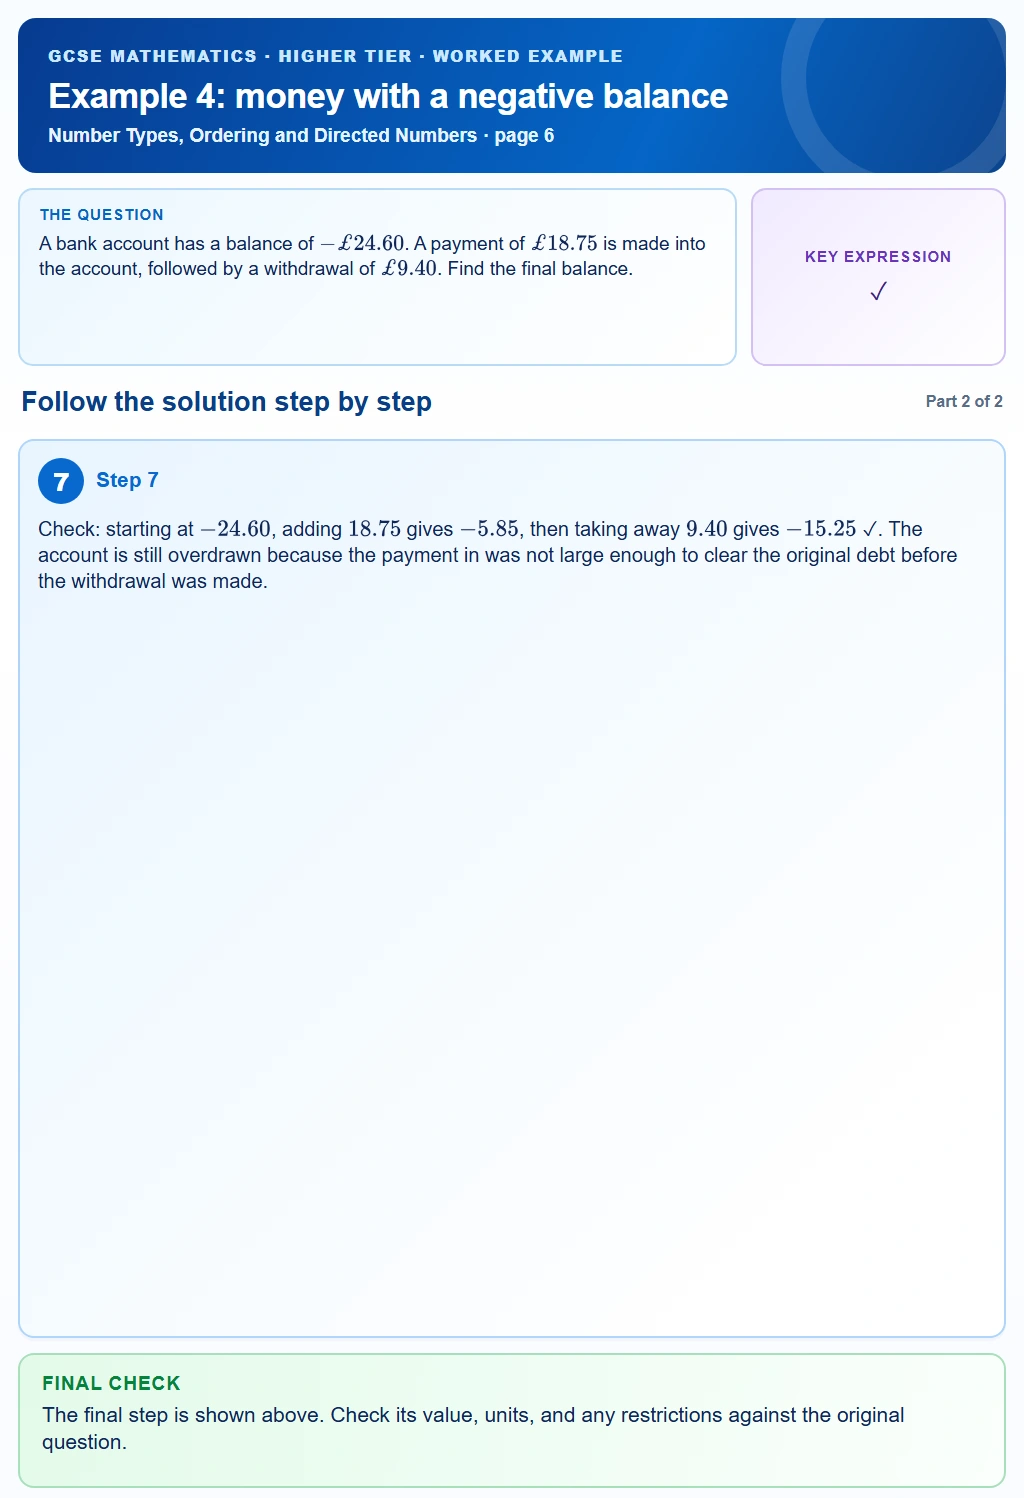 GCSE MATHEMATICS · HIGHER TIER · WORKED EXAMPLE
Example 4: money with a negative balance
Number Types, Ordering and Directed Numbers · page 6
THE QUESTION
A bank account has a balance of −£24.60. A payment of £18.75 is made into
the account, followed by a withdrawal of £9.40. Find the final balance.
KEY EXPRESSION
✓
Follow the solution step by step
Part 2 of 2
7 Step 7
Check: starting at −24.60, adding 18.75 gives −5.85, then taking away 9.40 gives −15.25 ✓. The
account is still overdrawn because the payment in was not large enough to clear the original debt before
the withdrawal was made.
FINAL CHECK
The final step is shown above. Check its value, units, and any restrictions against the original
question.